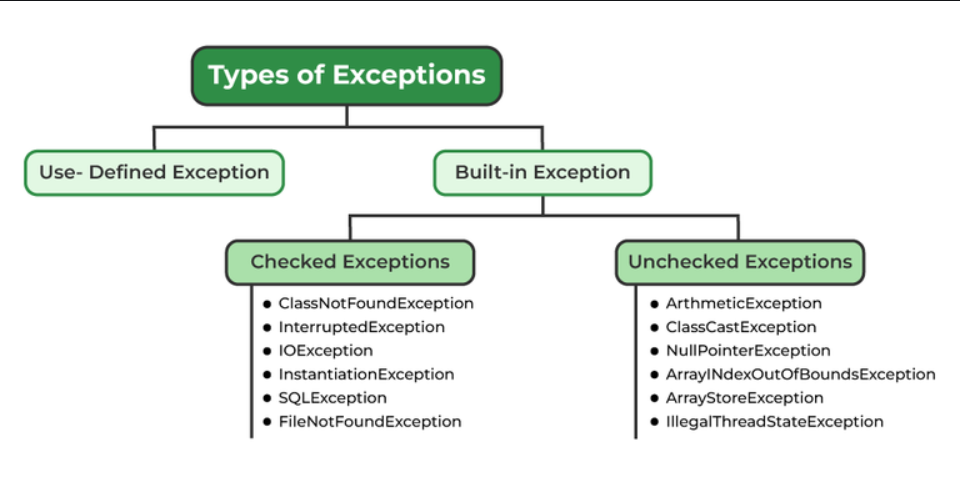 Types of Exceptions
Use- Defined Exception
Built-in Exception
Checked Exceptions
ClassNotFoundException
InterruptedException
IOException
InstantiationException
SQLException
FileNotFoundException
Unchecked Exceptions
ArthmeticException
ClassCastException
NullPointerException
ArrayINdexOutOfBoundsException
ArrayStoreException
IllegalThreadStateException